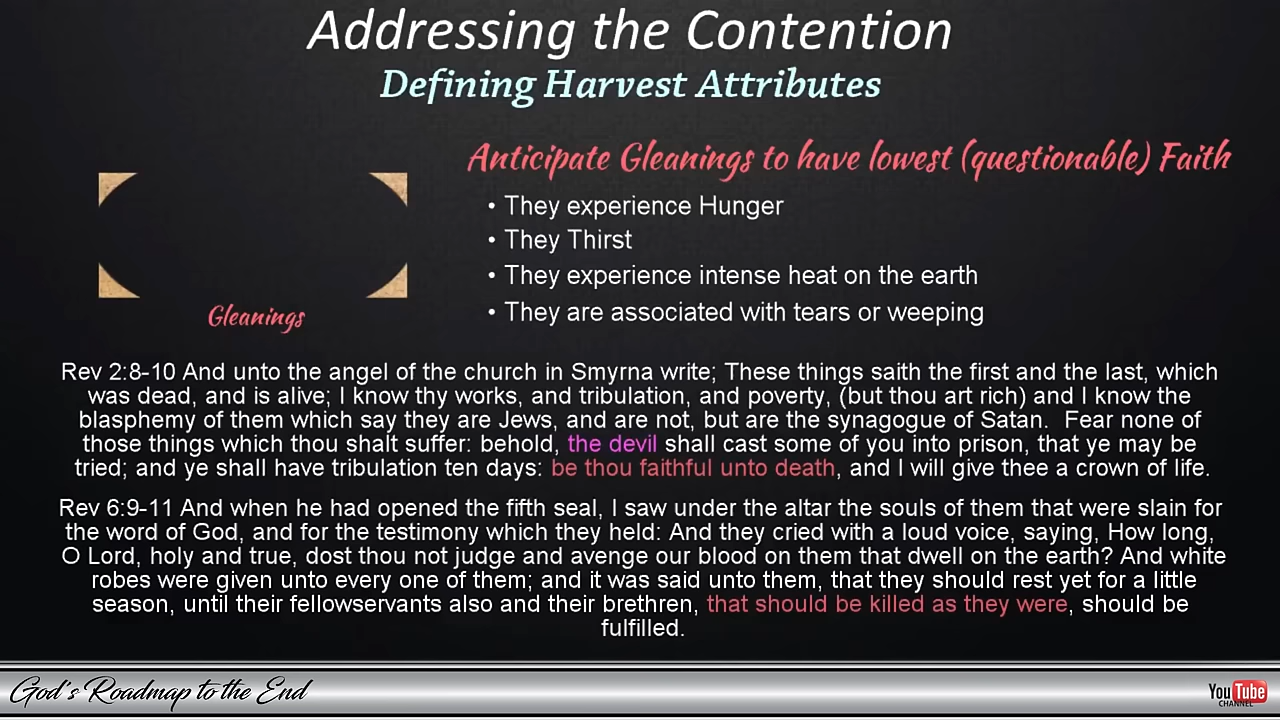 Addressing the Contention
Defining Harvest Attributes
Anticipate Gleanings to have lowest (questionable) Faith
• They experience Hunger
• They Thirst
• They experience intense heat on the earth
• They are associated with tears or weeping
Gleanings
Rev 2:8-10 And unto the angel of the church in Smyrna write; These things saith the first and the last, which
was dead, and is alive; I know thy works, and tribulation, and poverty, (but thou art rich) and I know the
blasphemy of them which say they are Jews, and are not, but are the synagogue of Satan.  Fear none of
those things which thou shalt suffer: behold, the devil shall cast some of you into prison, that ye may be
tried; and ye shall have tribulation ten days: be thou faithful unto death, and I will give thee a crown of life.
Rev 6:9-11 And when he had opened the fifth seal, I saw under the altar the souls of them that were slain for
the word of God, and for the testimony which they held: And they cried with a loud voice, saying, How long,
O Lord, holy and true, dost thou not judge and avenge our blood on them that dwell on the earth? And white
robes were given unto every one of them; and it was said unto them, that they should rest yet for a little
season, until their fellowservants also and their brethren, that should be killed as they were, should be
fulfilled.
God's Roadmap to the End
YouTube
CHANNEL